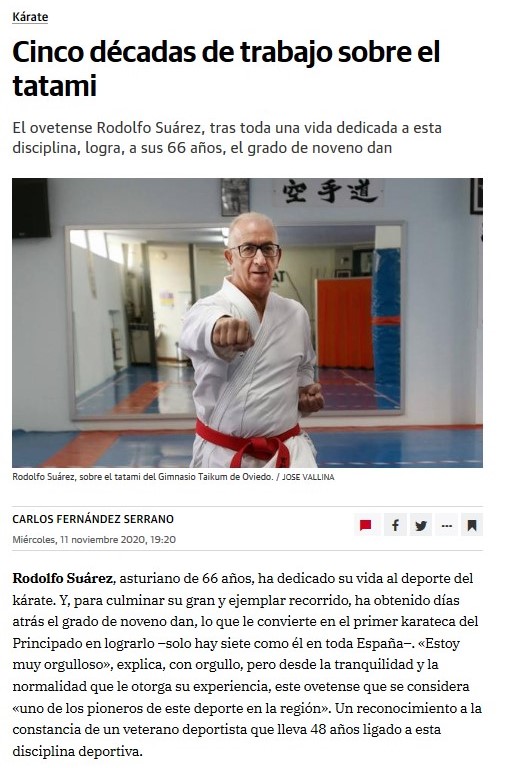 Kárate
Cinco décadas de trabajo sobre el
tatami
El ovetense Rodolfo Suárez, tras toda una vida dedicada a esta
disciplina, logra, a sus 66 años, el grado de noveno dan
空手道
Rodolfo Suárez, sobre el tatami del Gimnasio Taikum de Oviedo. / JOSE VALLINA
CARLOS FERNÁNDEZ SERRANO
Miércoles, 11 noviembre 2020, 19:20
Rodolfo Suárez, asturiano de 66 años, ha dedicado su vida al deporte del
kárate. Y, para culminar su gran y ejemplar recorrido, ha obtenido días
atrás el grado de noveno dan, lo que le convierte en el primer karateca del
Principado en lograrlo –solo hay siete como él en toda España–. «Estoy
muy orgulloso», explica, con orgullo, pero desde la tranquilidad y la
normalidad que le otorga su experiencia, este ovetense que se considera
«uno de los pioneros de este deporte en la región». Un reconocimiento a la
constancia de un veterano deportista que lleva 48 años ligado a esta
disciplina deportiva.